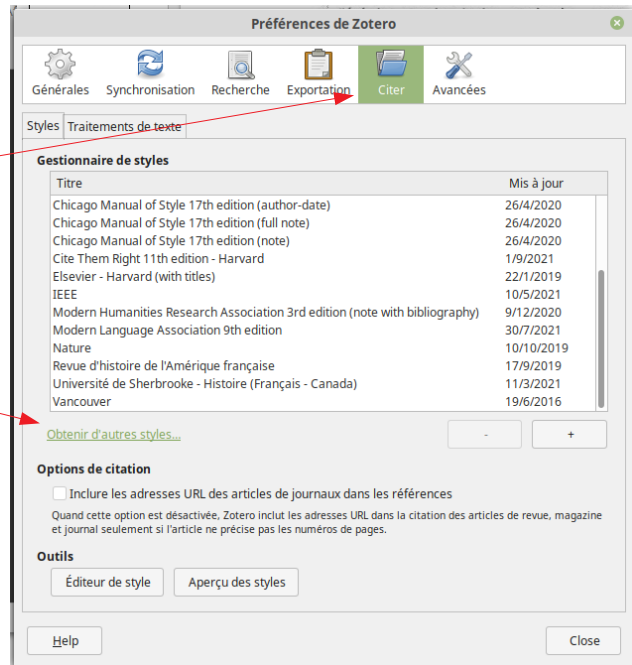 Préférences de Zotero
Générales Synchronisation Recherche Exportation Citer Avancées
Styles Traitements de texte
Gestionnaire de styles
Titre Mis à jour
Chicago Manual of Style 17th edition (author-date) 26/4/2020
Chicago Manual of Style 17th edition (full note) 26/4/2020
Chicago Manual of Style 17th edition (note) 26/4/2020
Cite Them Right 11th edition - Harvard 1/9/2021
Elsevier - Harvard (with titles) 22/1/2019
IEEE 10/5/2021
Modern Humanities Research Association 3rd edition (note with bibliography) 9/12/2020
Modern Language Association 9th edition 30/7/2021
Nature 10/10/2019
Revue d'histoire de l'Amérique française 17/9/2019
Université de Sherbrooke - Histoire (Français - Canada) 11/3/2021
Vancouver 19/6/2016
Obtenir d'autres styles... - +
Options de citation
Inclure les adresses URL des articles de journaux dans les références
Quand cette option est désactivée, Zotero inclut les adresses URL dans la citation des articles de revue, magazine
et journal seulement si l'article ne précise pas les numéros de pages.
Outils
Éditeur de style Aperçu des styles
Help Close